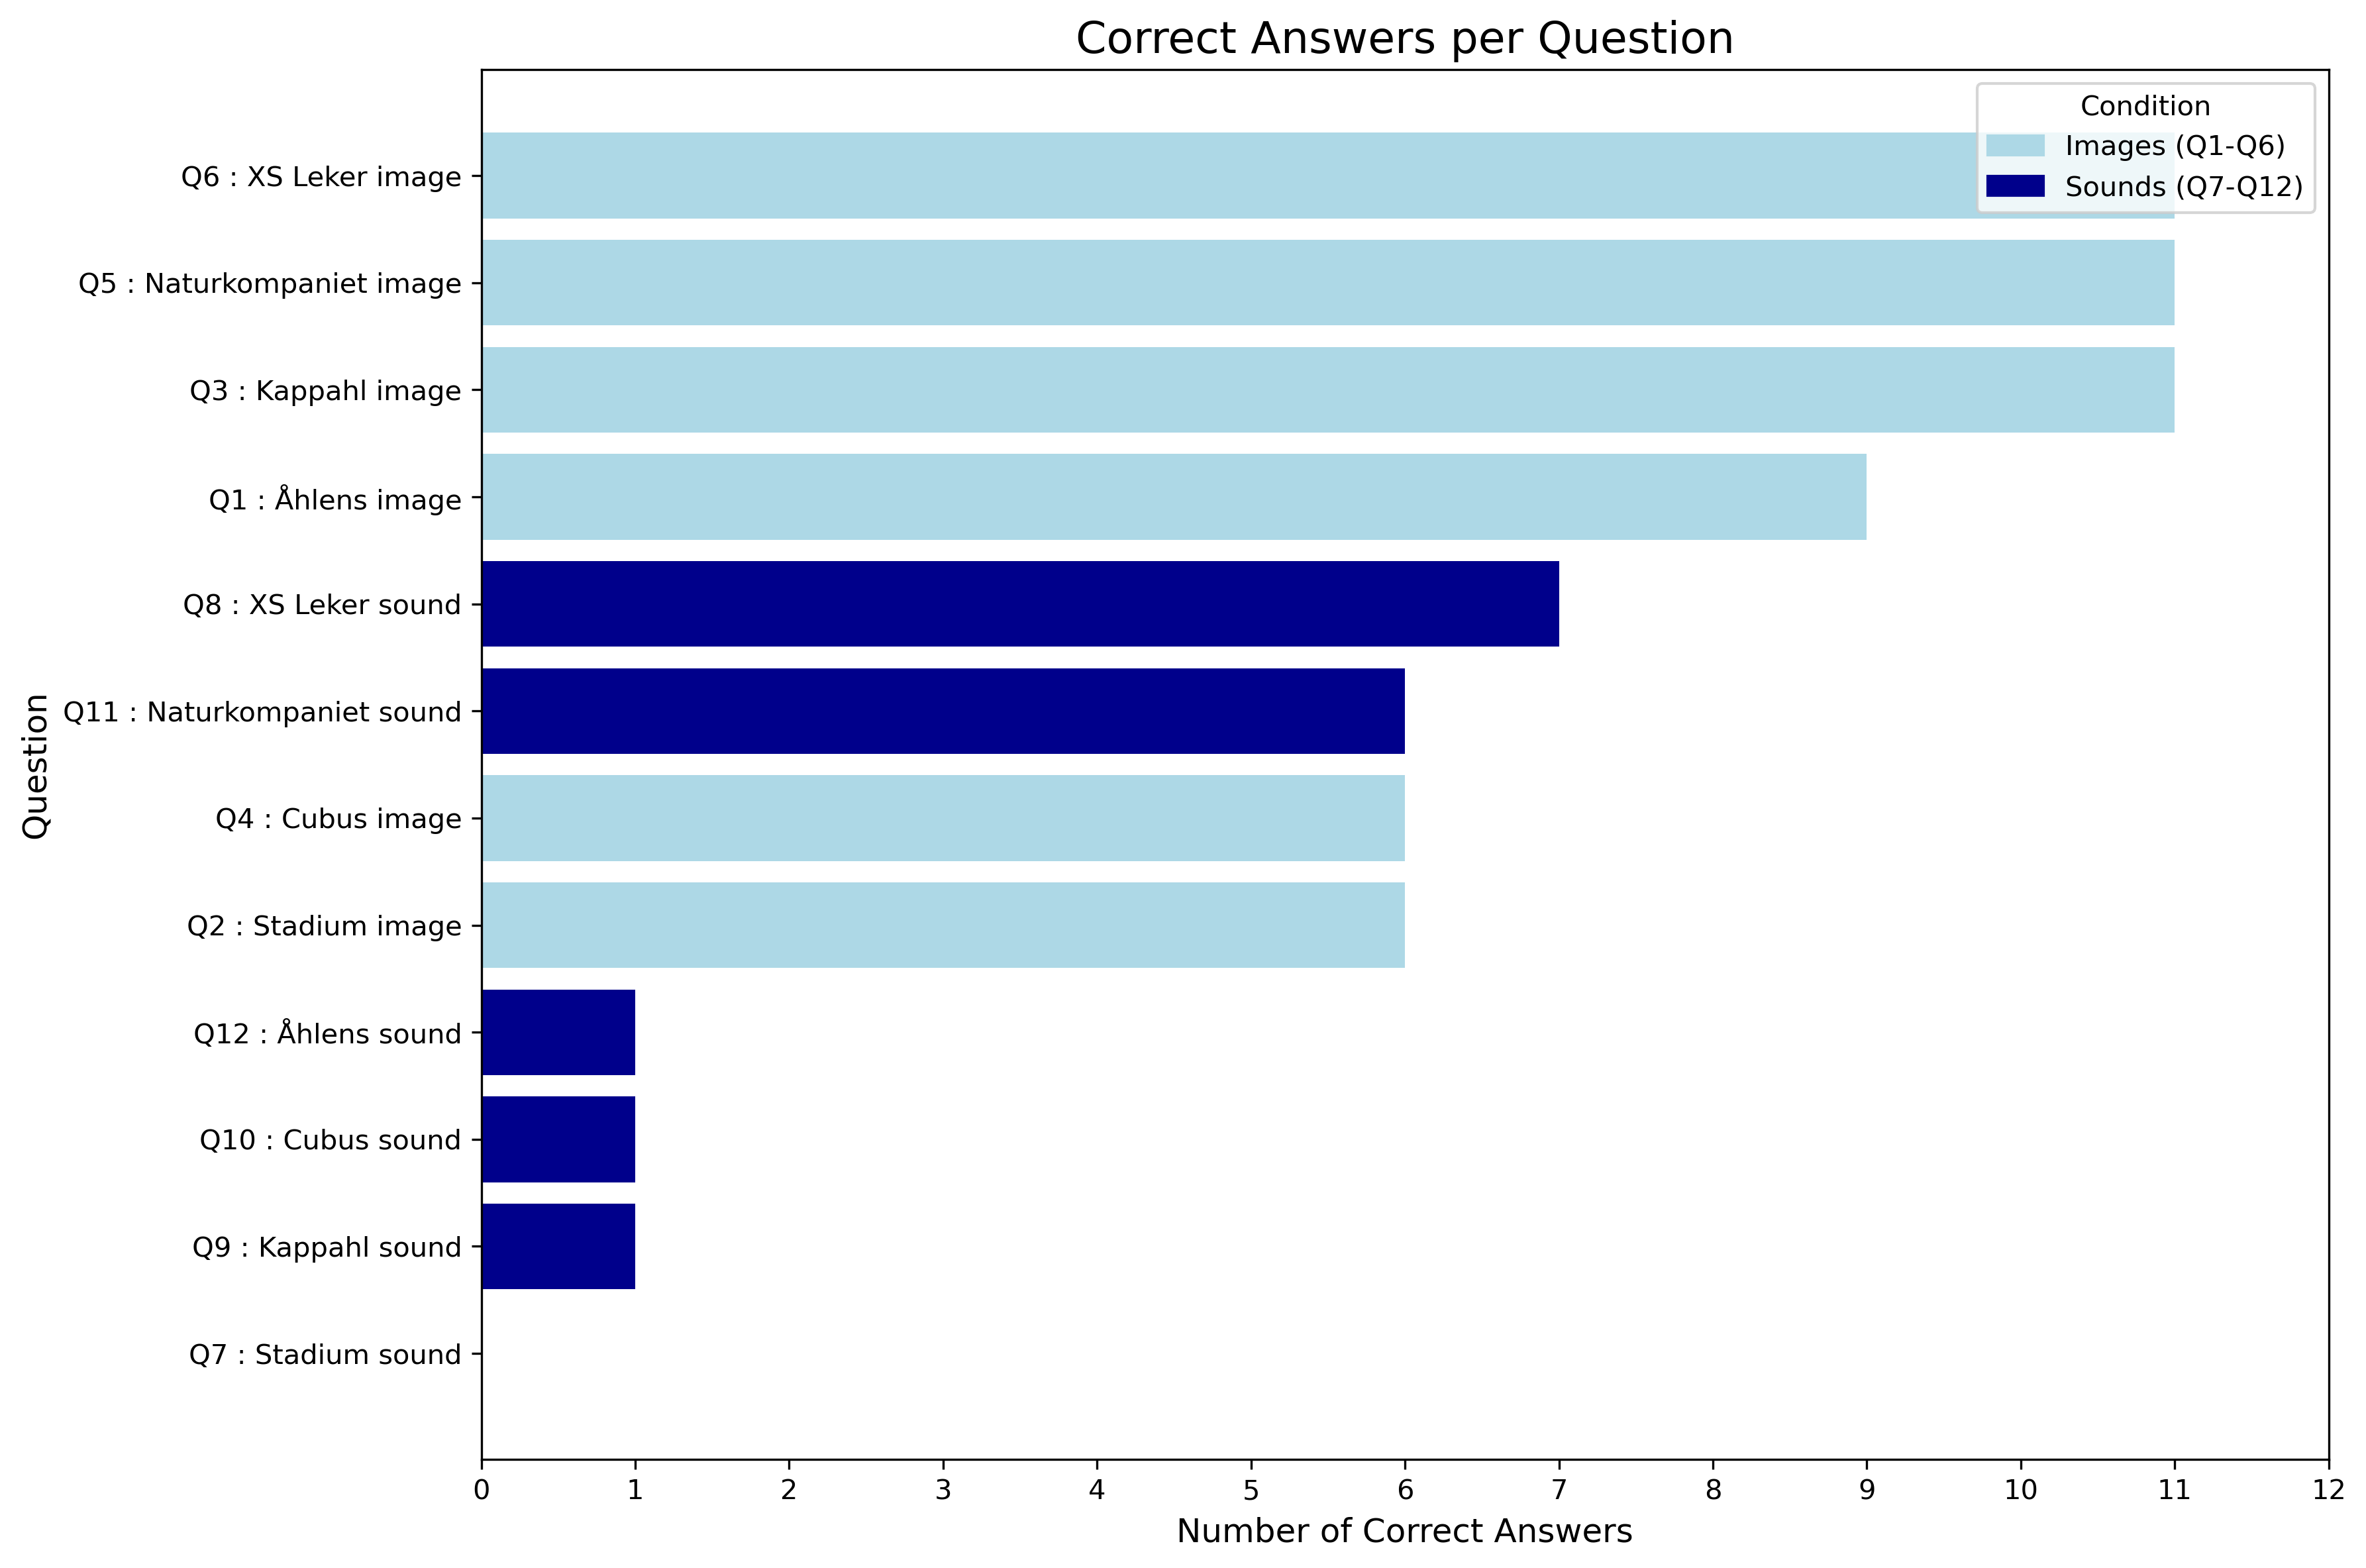 Correct Answers per Question
Condition
Images (Q1-Q6)
Sounds (Q7-Q12)
Question
Q6 : XS Leker image
Q5 : Naturkompaniet image
Q3 : Kappahl image
Q1 : Åhlens image
Q8 : XS Leker sound
Q11 : Naturkompaniet sound
Q4 : Cubus image
Q2 : Stadium image
Q12 : Åhlens sound
Q10 : Cubus sound
Q9 : Kappahl sound
Q7 : Stadium sound
0 1 2 3 4 5 6 7 8 9 10 11 12
Number of Correct Answers